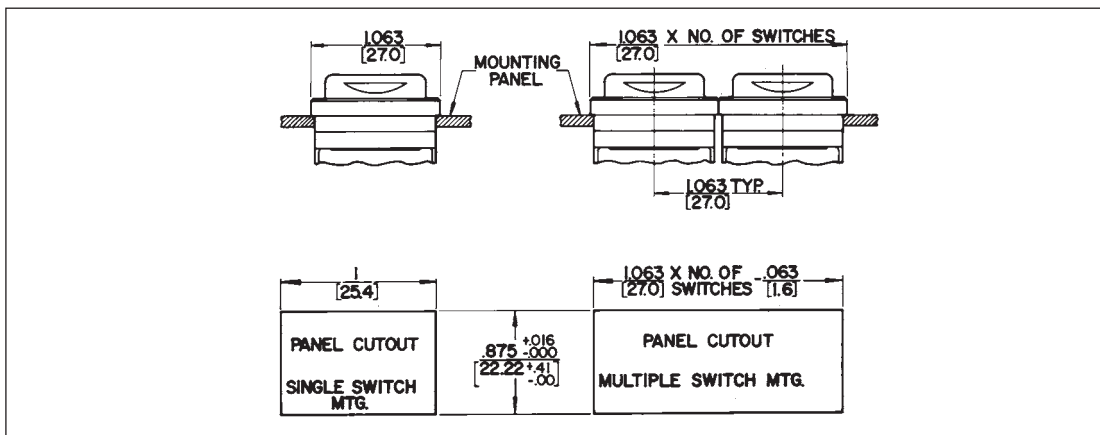 1.063
[27.0]
MOUNTING
PANEL
1.063 X NO. OF SWITCHES
[27.0]
1.063 TYP.
[27.0]
1
[25.4]
PANEL CUTOUT
SINGLE SWITCH
MTG.
.875 +.016 -.000
[22.22 +.41 -.00]
1.063 X NO. OF - .063
[27.0] SWITCHES [1.6]
PANEL CUTOUT
MULTIPLE SWITCH MTG.